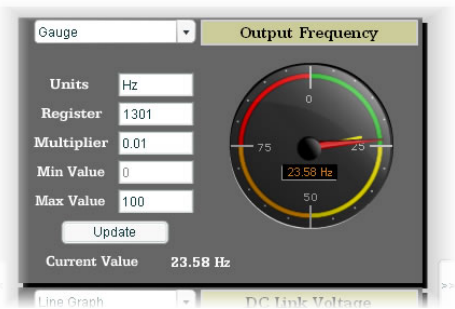 Gauge
Output Frequency
Units
Hz
Register
1301
Multiplier
0.01
Min Value
0
Max Value
100
Update
Current Value
23.58 Hz
0
75
25
23.58 Hz
50
>>
Line Graph
DC Link Voltage